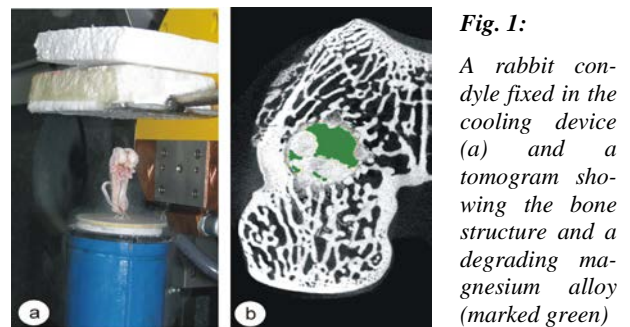 Fig. 1:
A rabbit con-
dyle fixed in the
cooling device
(a) and a
tomogram sho-
wing the bone
structure and a
degrading ma-
gnesium alloy
(marked green)
a
b